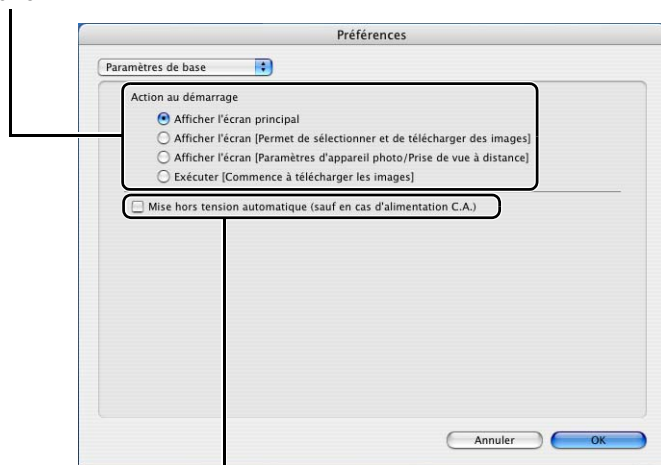 Préférences
Paramètres de base
Action au démarrage
Afficher l'écran principal
Afficher l'écran [Permet de sélectionner et de télécharger des images]
Afficher l'écran [Paramètres d'appareil photo/Prise de vue à distance]
Exécuter [Commence à télécharger les images]
Mise hors tension automatique (sauf en cas d'alimentation C.A.)
Annuler
OK